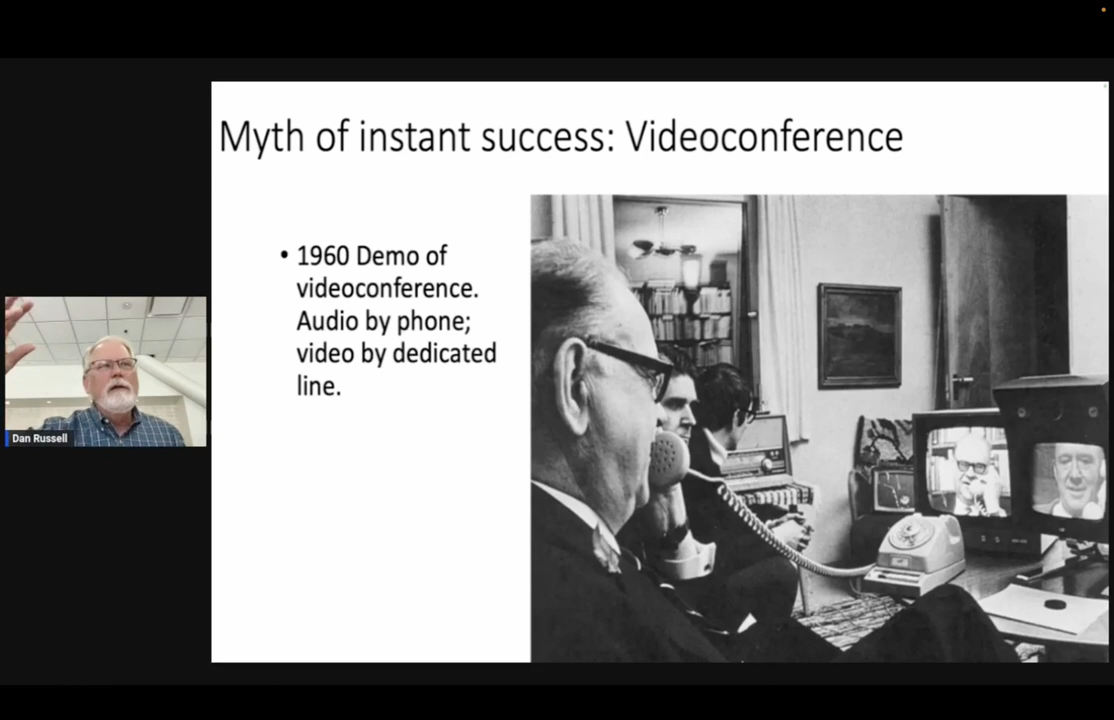 Myth of instant success: Videoconference
• 1960 Demo of
videoconference.
Audio by phone;
video by dedicated
line.
Dan Russell